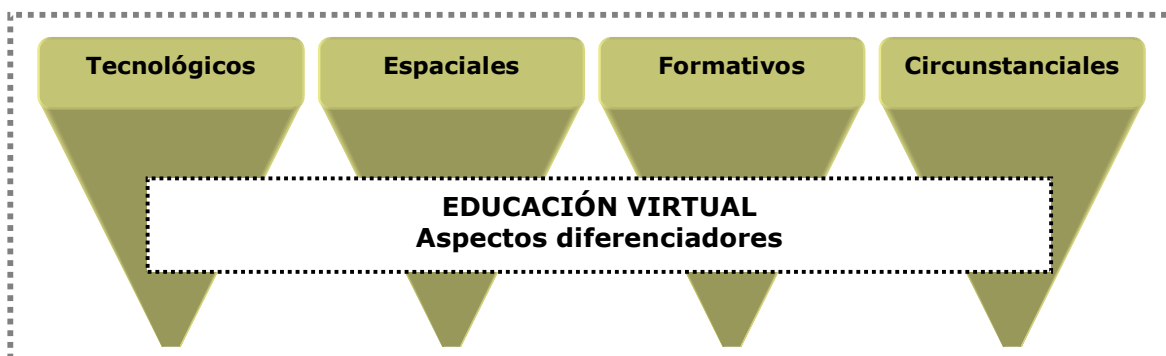 Tecnológicos
Espaciales
Formativos
Circunstanciales
EDUCACIÓN VIRTUAL
Aspectos diferenciadores